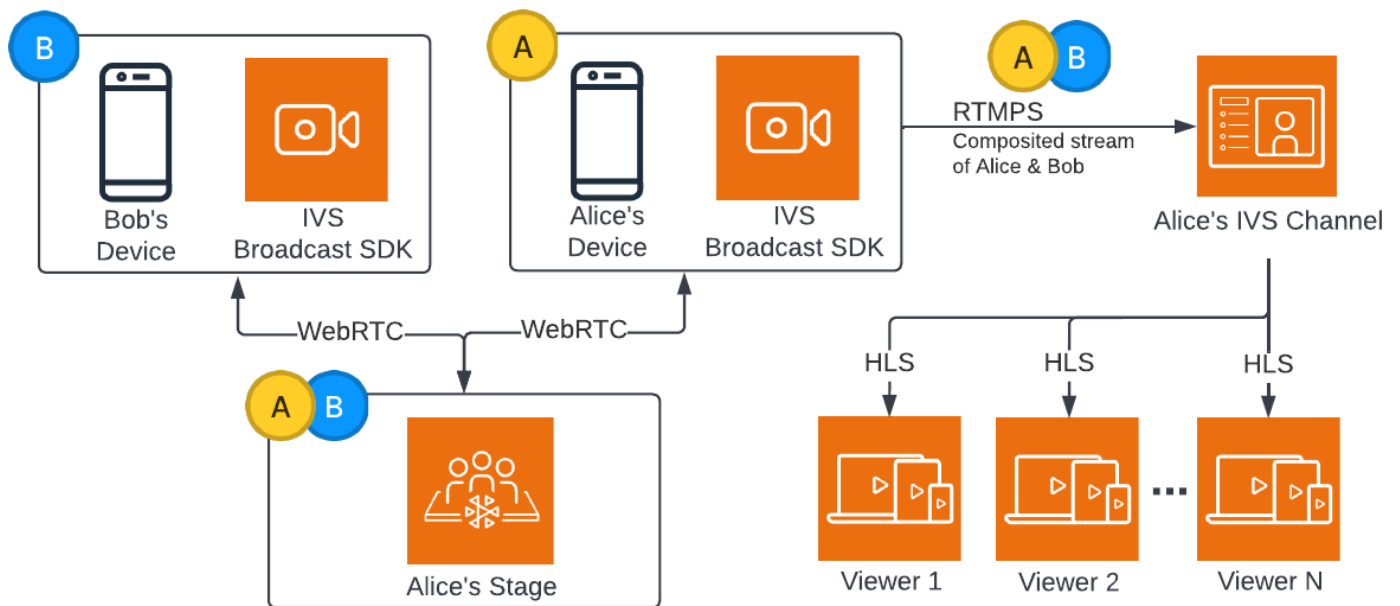 B
Bob's
Device
IVS
Broadcast SDK
A
Alice's
Device
IVS
Broadcast SDK
A
B
RTMPS
Composited stream
of Alice & Bob
Alice's IVS Channel
WebRTC
WebRTC
A
B
Alice's Stage
HLS
HLS
HLS
...
Viewer 1
Viewer 2
Viewer N